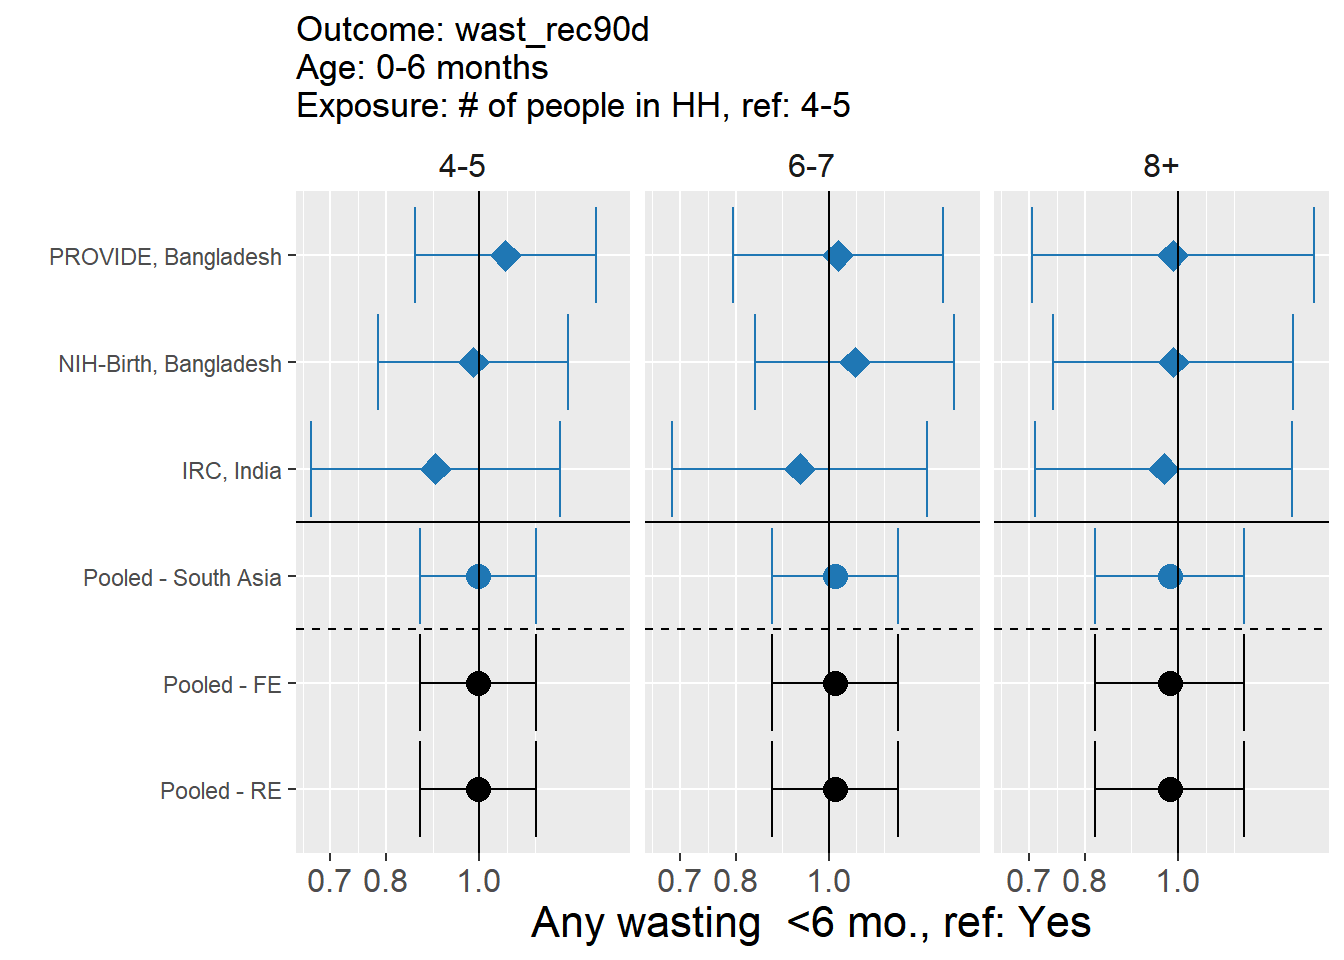 Outcome: wast_rec90d
Age: 0-6 months
Exposure: # of people in HH, ref: 4-5
4-5 6-7 8+
PROVIDE, Bangladesh
NIH-Birth, Bangladesh
IRC, India
Pooled - South Asia
Pooled - FE
Pooled - RE
0.7 0.8 1.0 0.7 0.8 1.0 0.7 0.8 1.0
Any wasting  <6 mo., ref: Yes